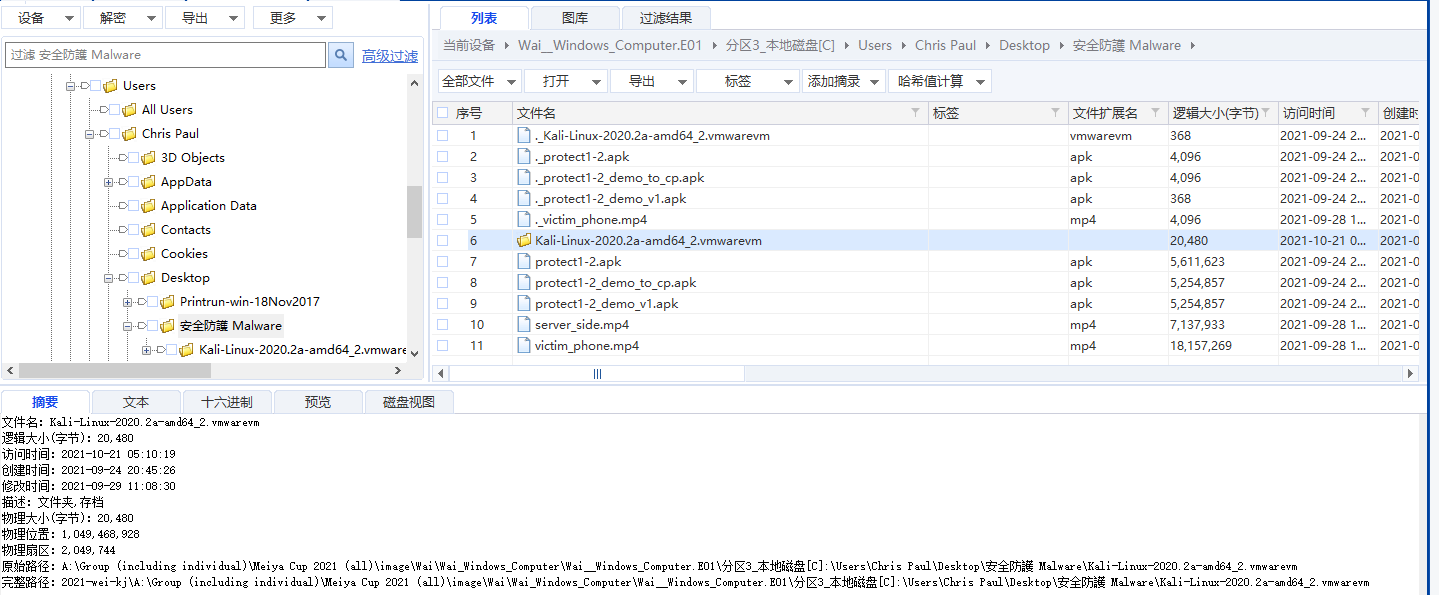 设备 解密 导出 更多
过滤 安全防護 Malware 高级过滤
Users
All Users
Chris Paul
3D Objects
AppData
Application Data
Contacts
Cookies
Desktop
Printrun-win-18Nov2017
安全防護 Malware
Kali-Linux-2020.2a-amd64_2.vmware
列表 图库 过滤结果
当前设备 Wai__Windows_Computer.E01 分区3_本地磁盘[C] Users Chris Paul Desktop 安全防護 Malware
全部文件 打开 导出 标签 添加摘录 哈希值计算
序号 文件名 标签 文件扩展名 逻辑大小(字节) 访问时间 创建时
1 ._Kali-Linux-2020.2a-amd64_2.vmwarevm vmwarevm 368 2021-09-24 2... 2021-0
2 ._protect1-2.apk apk 4,096 2021-09-24 2... 2021-0
3 ._protect1-2_demo_to_cp.apk apk 4,096 2021-09-24 2... 2021-0
4 ._protect1-2_demo_v1.apk apk 368 2021-09-24 2... 2021-0
5 ._victim_phone.mp4 mp4 4,096 2021-09-28 1... 2021-0
6 Kali-Linux-2020.2a-amd64_2.vmwarevm 20,480 2021-10-21 0... 2021-0
7 protect1-2.apk apk 5,611,623 2021-09-24 2... 2021-0
8 protect1-2_demo_to_cp.apk apk 5,254,857 2021-09-24 2... 2021-0
9 protect1-2_demo_v1.apk apk 5,254,857 2021-09-24 2... 2021-0
10 server_side.mp4 mp4 7,137,933 2021-09-28 1... 2021-0
11 victim_phone.mp4 mp4 18,157,269 2021-09-28 1... 2021-0
摘要 文本 十六进制 预览 磁盘视图
文件名: Kali-Linux-2020.2a-amd64_2.vmwarevm
逻辑大小(字节): 20,480
访问时间: 2021-10-21 05:10:19
创建时间: 2021-09-24 20:45:26
修改时间: 2021-09-29 11:08:30
描述: 文件夹,存档
物理大小(字节): 20,480
物理位置: 1,049,468,928
物理扇区: 2,049,744
原始路径: A:\Group (including individual)\Meiya Cup 2021 (all)\image\Wai\Wai_Windows_Computer\Wai__Windows_Computer.E01\分区3_本地磁盘[C]:\Users\Chris Paul\Desktop\安全防護 Malware\Kali-Linux-2020.2a-amd64_2.vmwarevm
完整路径: 2021-wei-kj\A:\Group (including individual)\Meiya Cup 2021 (all)\image\Wai\Wai_Windows_Computer\Wai__Windows_Computer.E01\分区3_本地磁盘[C]:\Users\Chris Paul\Desktop\安全防護 Malware\Kali-Linux-2020.2a-amd64_2.vmwarevm